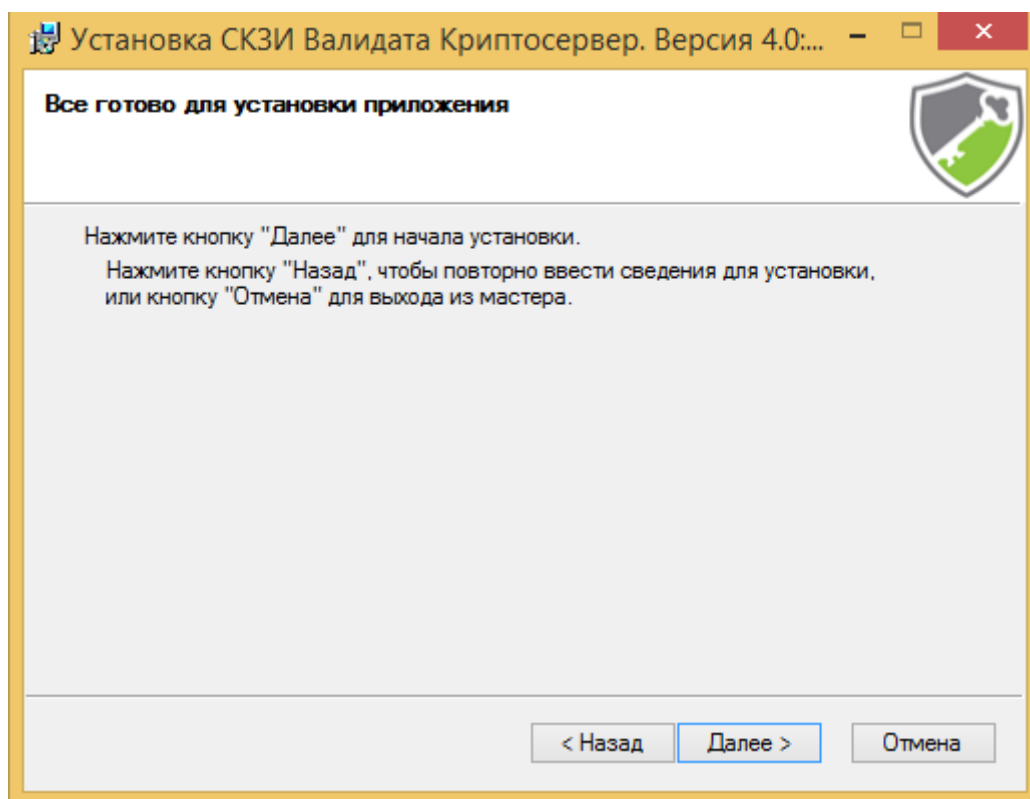 Установка СКЗИ Валидата Криптосервер. Версия 4.0:...
Все готово для установки приложения
Нажмите кнопку "Далее" для начала установки.
Нажмите кнопку "Назад", чтобы повторно ввести сведения для установки,
или кнопку "Отмена" для выхода из мастера.
< Назад
Далее >
Отмена